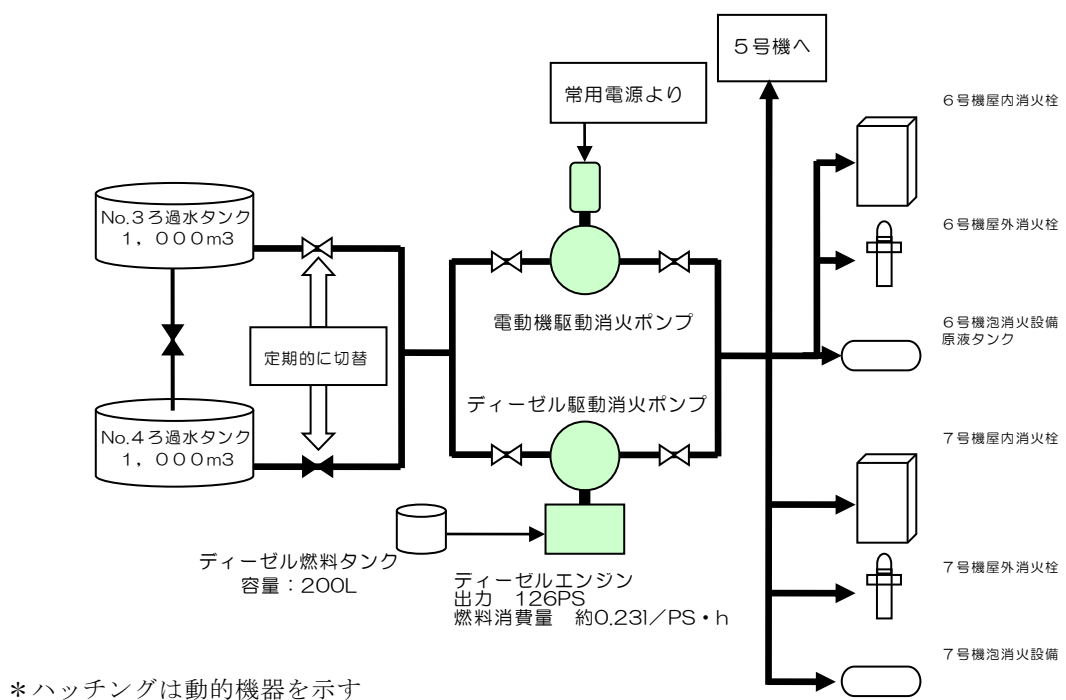 5号機へ
常用電源より
6号機屋内消火栓
No.3ろ過水タンク
1,000m3
6号機屋外消火栓
電動機駆動消火ポンプ
6号機泡消火設備
原液タンク
定期的に切替
ディーゼル駆動消火ポンプ
No.4ろ過水タンク
1,000m3
7号機屋内消火栓
ディーゼル燃料タンク
容量:200L
ディーゼルエンジン
出力 126PS
燃料消費量 約0.23l/PS・h
7号機屋外消火栓
7号機泡消火設備
*ハッチングは動的機器を示す